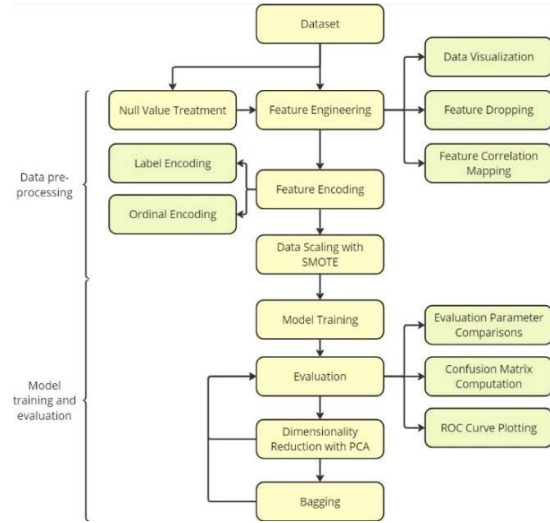 Dataset
Data Visualization
Null Value Treatment
Feature Engineering
Feature Dropping
Label Encoding
Feature Correlation
Mapping
Data pre-
processing
Feature Encoding
Ordinal Encoding
Data Scaling with
SMOTE
Model Training
Evaluation Parameter
Comparisons
Evaluation
Confusion Matrix
Computation
Model
training and
evaluation
Dimensionality
Reduction with PCA
ROC Curve Plotting
Bagging